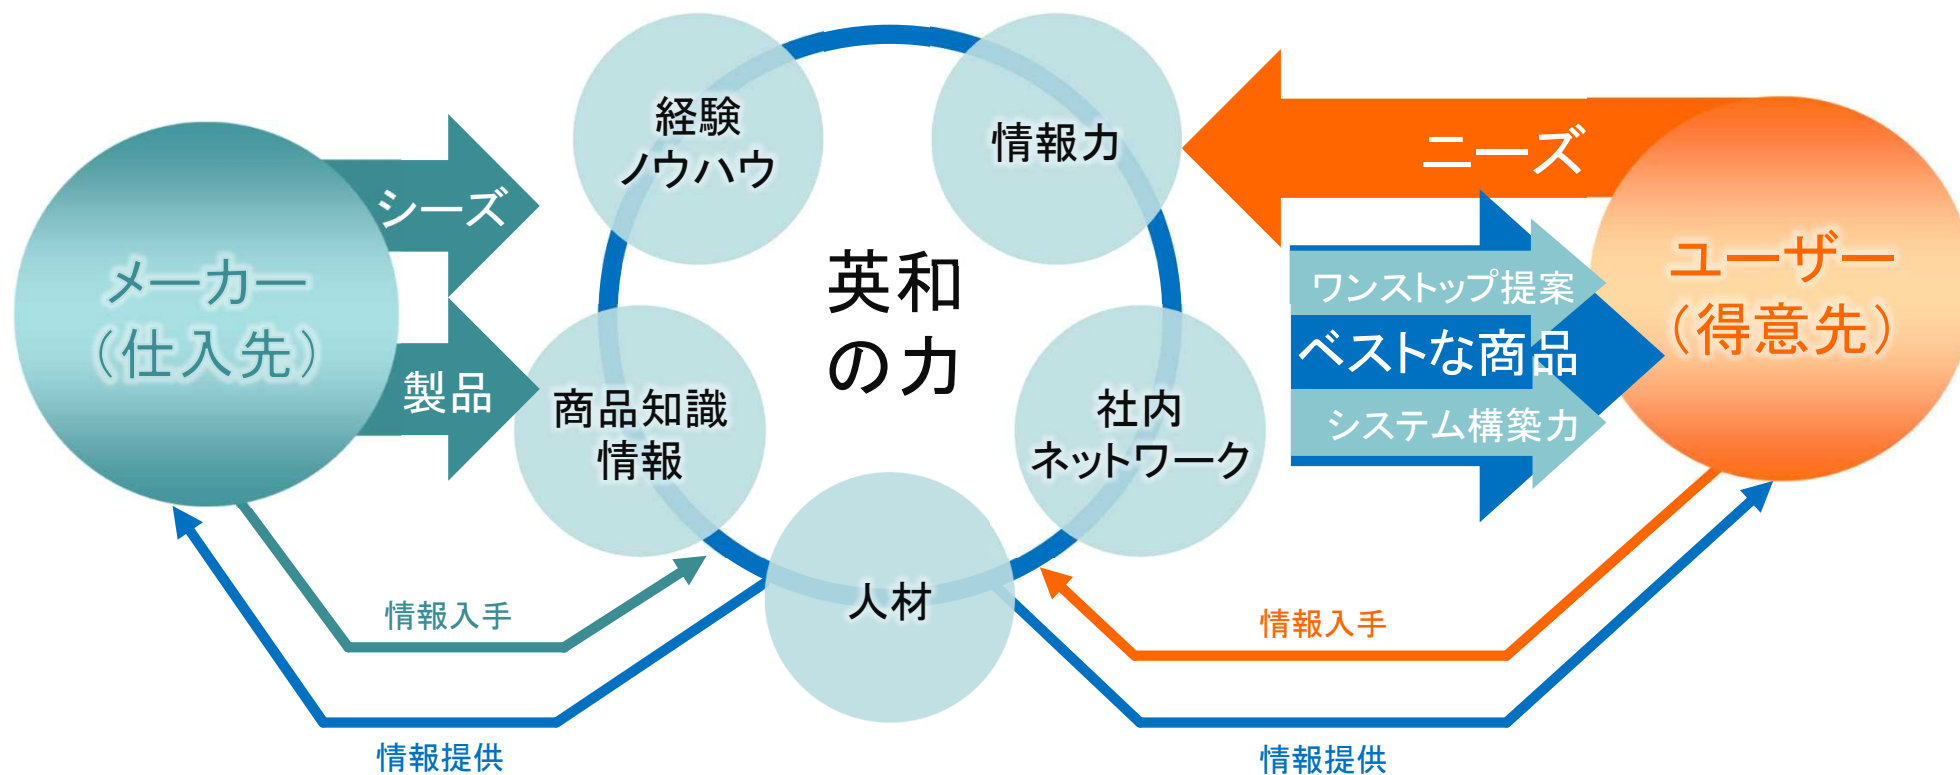 メーカー
（仕入先）
シーズ
製品
経験
ノウハウ
情報力
商品知識
情報
社内
ネットワーク
人材
英和
の力
ニーズ
ワンストップ提案
ベストな商品
システム構築力
ユーザー
（得意先）
情報入手
情報提供
情報入手
情報提供